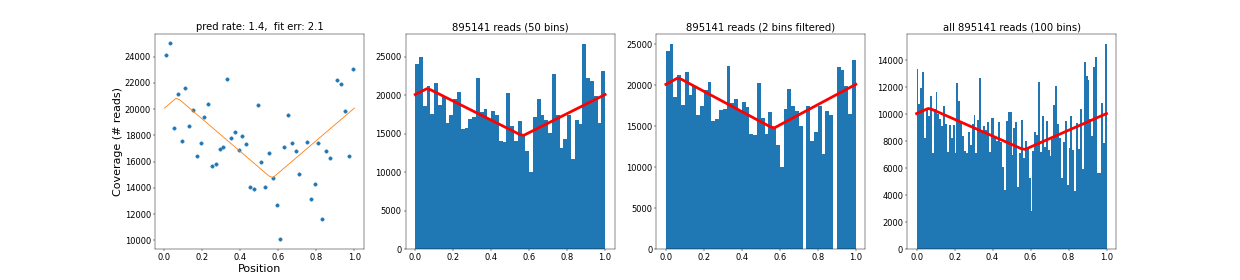 pred rate: 1.4,  fit err: 2.1
Coverage (# reads)
24000
22000
20000
18000
16000
14000
12000
10000
0.0 0.2 0.4 0.6 0.8 1.0
Position
895141 reads (50 bins)
25000
20000
15000
10000
5000
0
0.0 0.2 0.4 0.6 0.8 1.0
895141 reads (2 bins filtered)
25000
20000
15000
10000
5000
0
0.0 0.2 0.4 0.6 0.8 1.0
all 895141 reads (100 bins)
14000
12000
10000
8000
6000
4000
2000
0
0.0 0.2 0.4 0.6 0.8 1.0